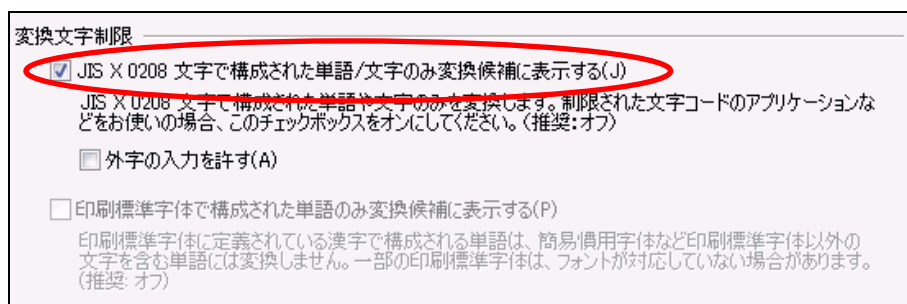 変換文字制限
JIS X 0208 文字で構成された単語/文字のみ変換候補に表示する(J)
JIS X 0208 文字で構成された単語や文字のみを変換します。制限された文字コードのアプリケーションな
どをお使いの場合、このチェックボックスをオンにしてください。(推奨:オフ)
外字の入力を許す(A)
印刷標準字体で構成された単語のみ変換候補に表示する(P)
印刷標準字体に定義されている漢字で構成される単語は、簡易慣用字体など印刷標準字体以外の
文字を含む単語には変換しません。一部の印刷標準字体は、フォントが対応していない場合があります。
(推奨: オフ)